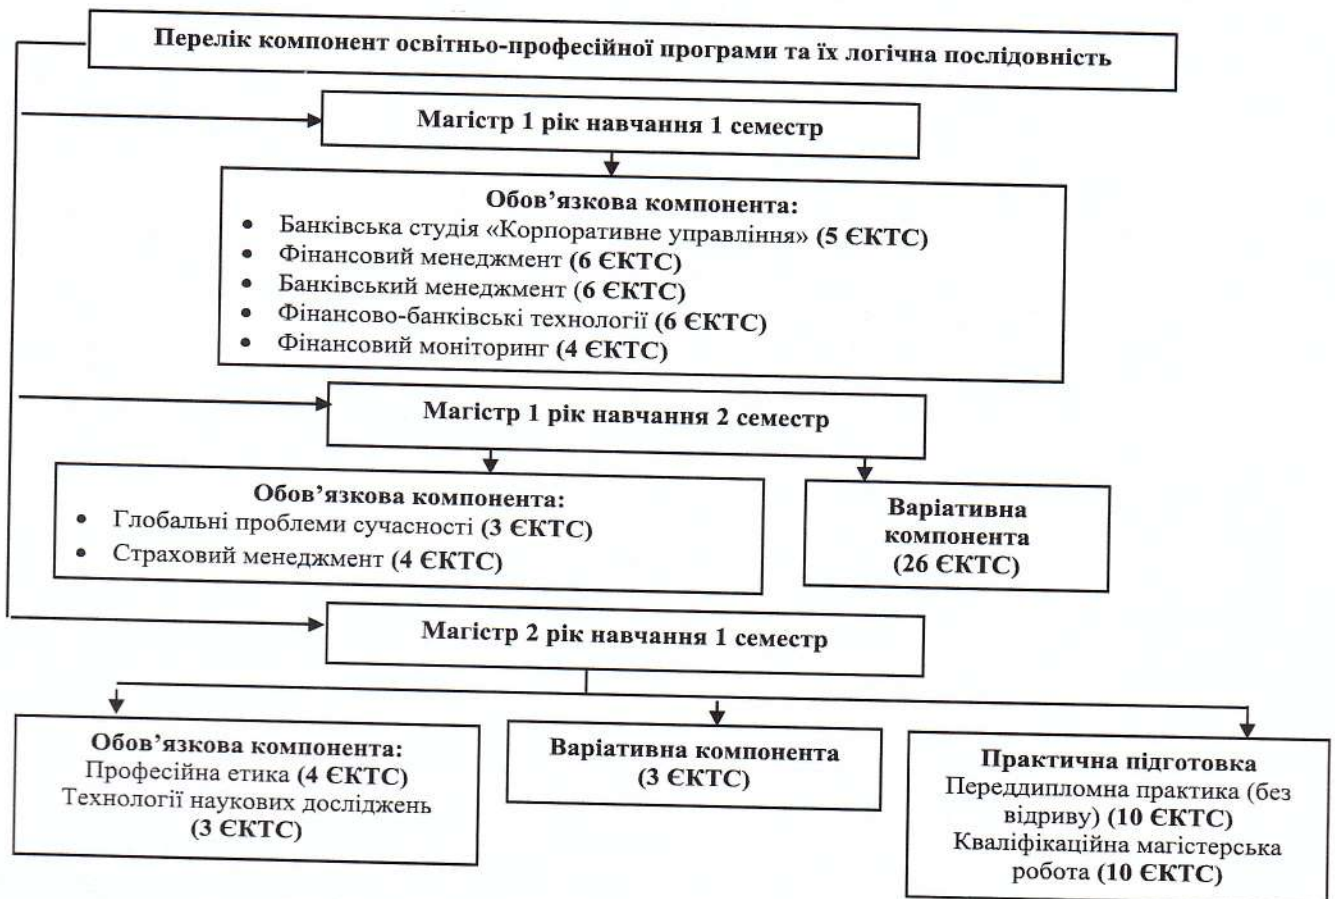 Перелік компонент освітньо-професійної програми та їх логічна послідовність
Магістр 1 рік навчання 1 семестр
Обов’язкова компонента:
• Банківська студія «Корпоративне управління» (5 ЄКТС)
• Фінансовий менеджмент (6 ЄКТС)
• Банківський менеджмент (6 ЄКТС)
• Фінансово-банківські технології (6 ЄКТС)
• Фінансовий моніторинг (4 ЄКТС)
Магістр 1 рік навчання 2 семестр
Обов’язкова компонента:
• Глобальні проблеми сучасності (3 ЄКТС)
• Страховий менеджмент (4 ЄКТС)
Варіативна
компонента
(26 ЄКТС)
Магістр 2 рік навчання 1 семестр
Обов’язкова компонента:
Професійна етика (4 ЄКТС)
Технології наукових досліджень
(3 ЄКТС)
Варіативна компонента
(3 ЄКТС)
Практична підготовка
Переддипломна практика (без
відриву) (10 ЄКТС)
Кваліфікаційна магістерська
робота (10 ЄКТС)